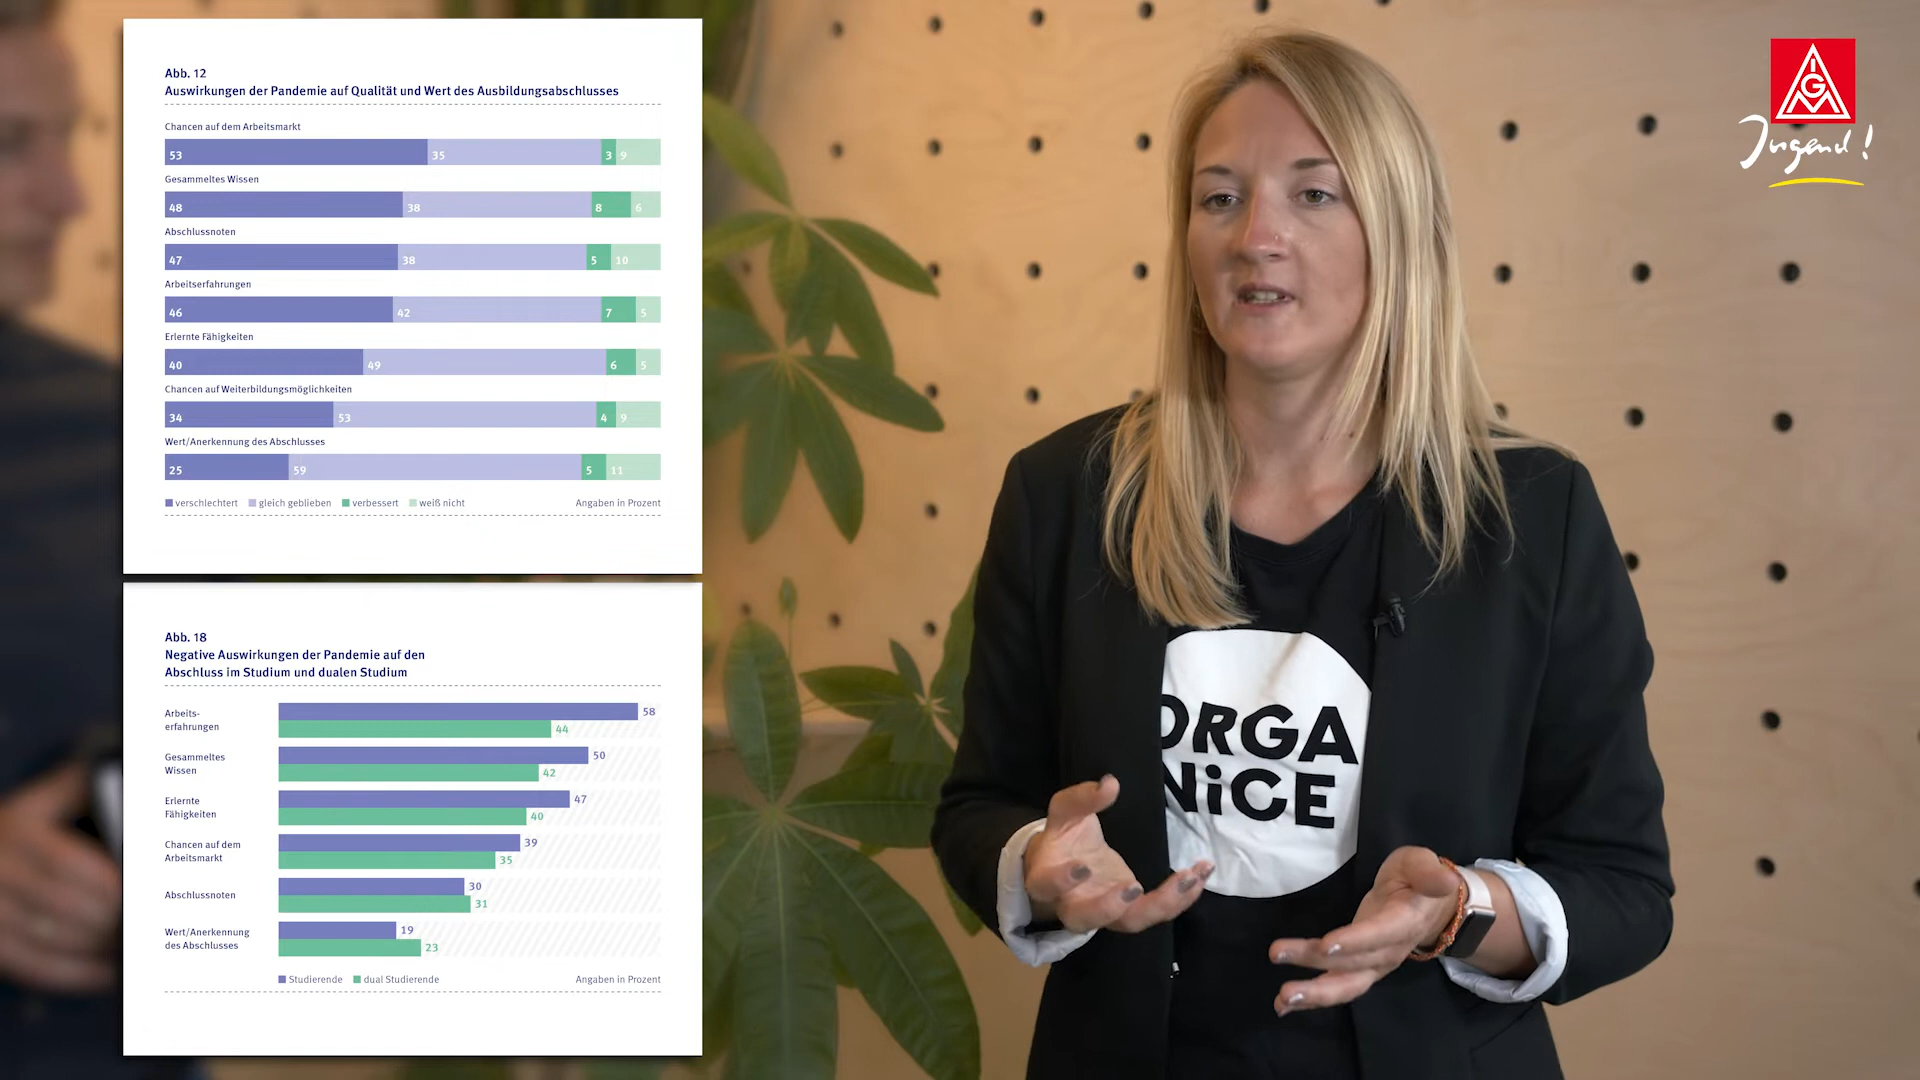 Abb. 12
Auswirkungen der Pandemie auf Qualität und Wert des Ausbildungsabschlusses
Chancen auf dem Arbeitsmarkt
53 35 3 9
Gesammeltes Wissen
48 38 8 6
Abschlussnoten
47 38 5 10
Arbeitserfahrungen
46 42 7 5
Erlernte Fähigkeiten
40 49 6 5
Chancen auf Weiterbildungsmöglichkeiten
34 53 4 9
Wert/Anerkennung des Abschlusses
25 59 5 11
verschlechtert gleich geblieben verbessert weiß nicht Angaben in Prozent
Abb. 18
Negative Auswirkungen der Pandemie auf den
Abschluss im Studium und dualen Studium
Arbeits-
erfahrungen
58
44
Gesammeltes
Wissen
50
42
Erlernte
Fähigkeiten
47
40
Chancen auf dem
Arbeitsmarkt
39
35
Abschlussnoten
30
31
Wert/Anerkennung
des Abschlusses
19
23
Studierende dual Studierende Angaben in Prozent
ORGA
NiCE
IGM
Jugend!